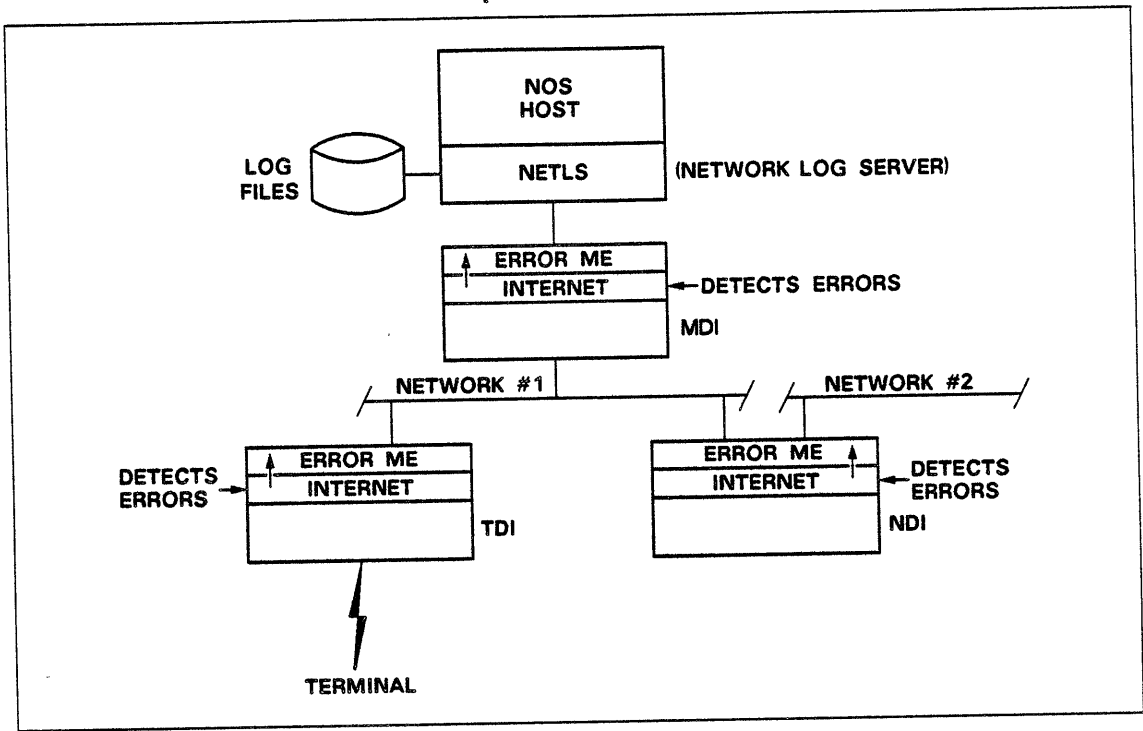 NOS
HOST
LOG
FILES
NETLS
(NETWORK LOG SERVER)
ERROR ME
INTERNET
DETECTS ERRORS
MDI
NETWORK #1
NETWORK #2
ERROR ME
INTERNET
DETECTS
ERRORS
TDI
ERROR ME
INTERNET
DETECTS
ERRORS
NDI
TERMINAL